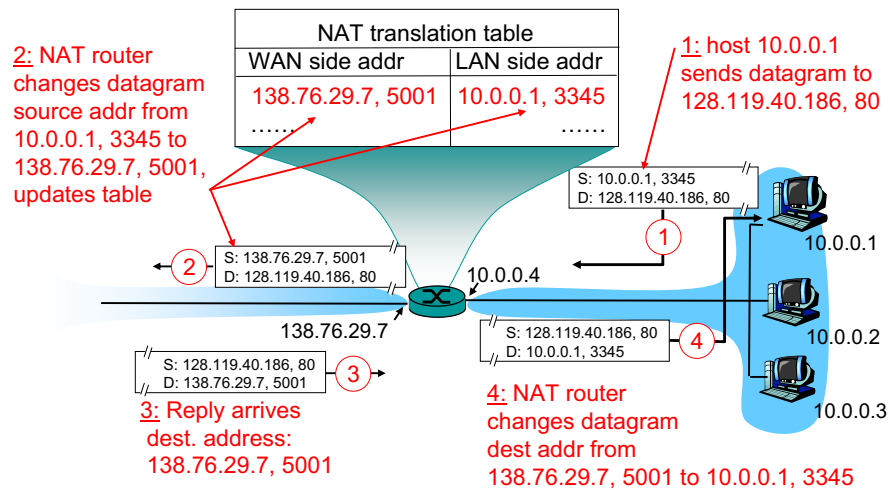 NAT translation table
WAN side addr LAN side addr
138.76.29.7, 5001 10.0.0.1, 3345
...... ......
2: NAT router
changes datagram
source addr from
10.0.0.1, 3345 to
138.76.29.7, 5001,
updates table
1: host 10.0.0.1
sends datagram to
128.119.40.186, 80
S: 10.0.0.1, 3345
D: 128.119.40.186, 80
1
10.0.0.1
S: 138.76.29.7, 5001
D: 128.119.40.186, 80
2
10.0.0.4
138.76.29.7
S: 128.119.40.186, 80
D: 10.0.0.1, 3345
4
10.0.0.2
S: 128.119.40.186, 80
D: 138.76.29.7, 5001
3
10.0.0.3
3: Reply arrives
dest. address:
138.76.29.7, 5001
4: NAT router
changes datagram
dest addr from
138.76.29.7, 5001 to 10.0.0.1, 3345